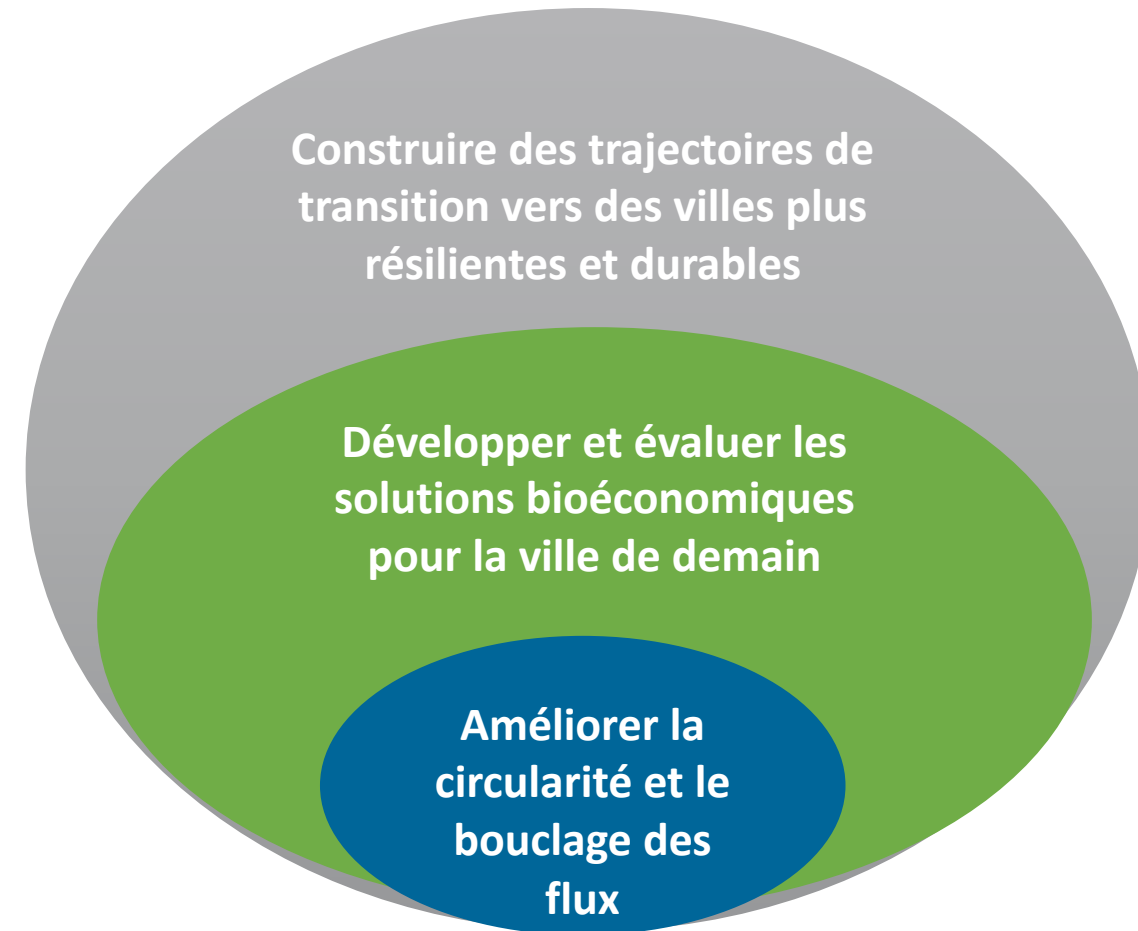 Construire des trajectoires de
transition vers des villes plus
résilientes et durables
Développer et évaluer les
solutions bioéconomiques
pour la ville de demain
Améliorer la
circularité et le
bouclage des
flux